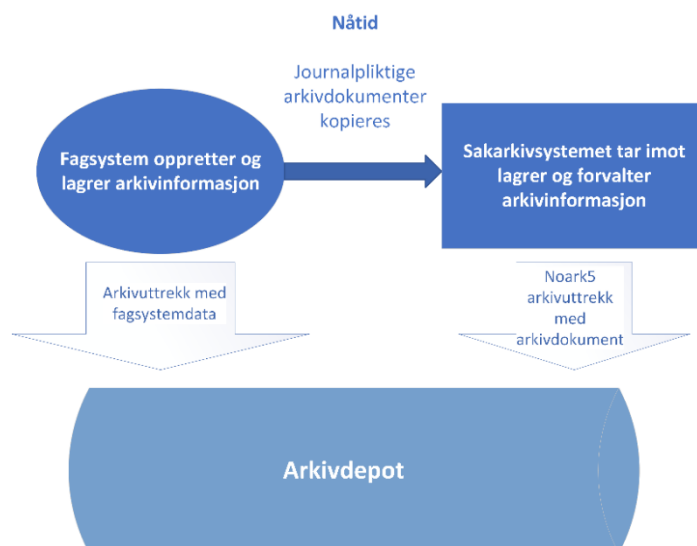 Nåtid
Journalpliktige
arkivdokumenter
kopieres
Fagsystem oppretter og
lagrer arkivinformasjon
Sakarkivsystemet tar imot
lagrer og forvalter
arkivinformasjon
Arkivuttrekk med
fagsystemdata
Noark5
arkivuttrekk
med
arkivdokument
Arkivdepot